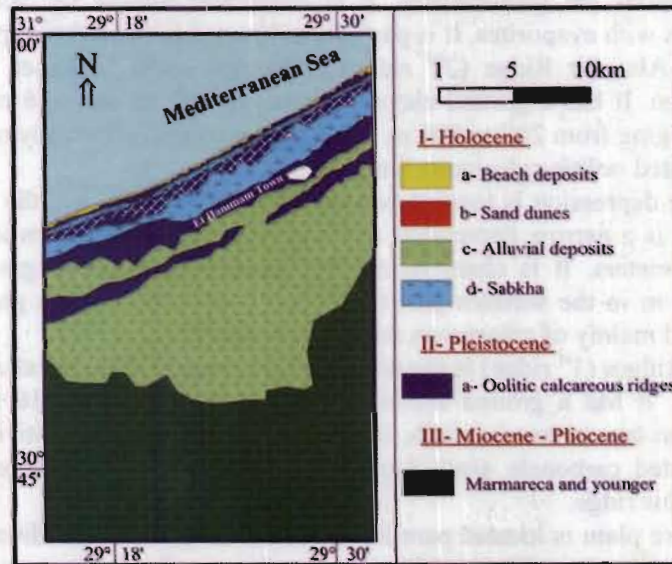 31° 29° 18' 29° 30'
00'
N
Mediterranean Sea
El Hammam Town
30°
45'
29° 18' 29° 30'
1 5 10km
I- Holocene
a- Beach deposits
b- Sand dunes
c- Alluvial deposits
d- Sabkha
II- Pleistocene
a- Oolitic calcareous ridges
III- Miocene - Pliocene
Marmareca and younger